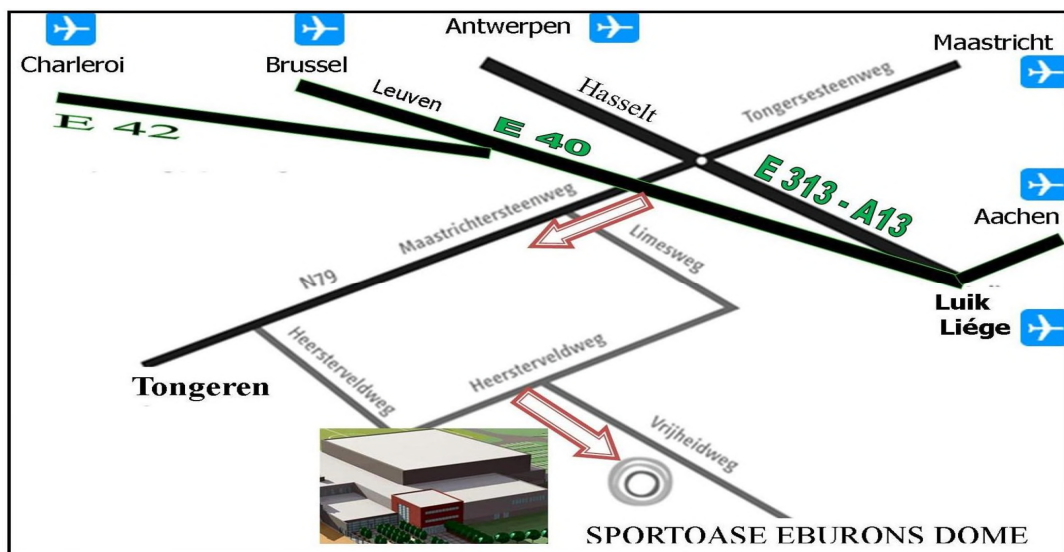 Antwerpen
Charleroi
Brussel
Maastricht
Leuven
Hasselt
Tongersesteenweg
E 42
E 40
E 313 - A13
Aachen
Maastrichtersteenweg
Limesweg
N79
Luik
Liége
Heersterveldweg
Heersterveldweg
Tongeren
Vrijheidweg
SPORTOASE EBURONS DOME